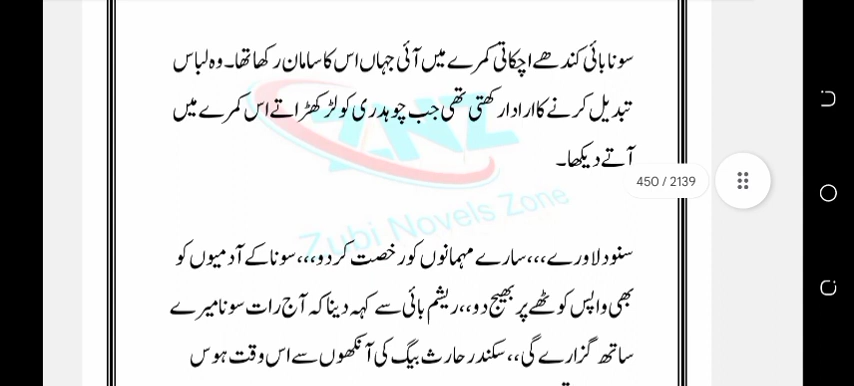 سونا بائی کندھے اچکاتی کمرے میں آئی جہاں اس کا سامان رکھا تھا۔ وہ لباس
تبدیل کرنے کا ارادار کھتی تھی جب چوہدری کو لڑکھڑاتے اس کمرے میں
آتے دیکھا۔
450 / 2139
ZNZ
Zubi Novels Zone
سنو دلاورے،،،سارے مہمانوں کو رخصت کر دو،،،سونا کے آدمیوں کو
بھی واپس کوٹھے پر بھیج دو،،ریشم بائی سے کہہ دینا کہ آج رات سونا میرے
ساتھ گزارے گی،،سکندر حارث بیگ کی آنکھوں سے اس وقت ہوس